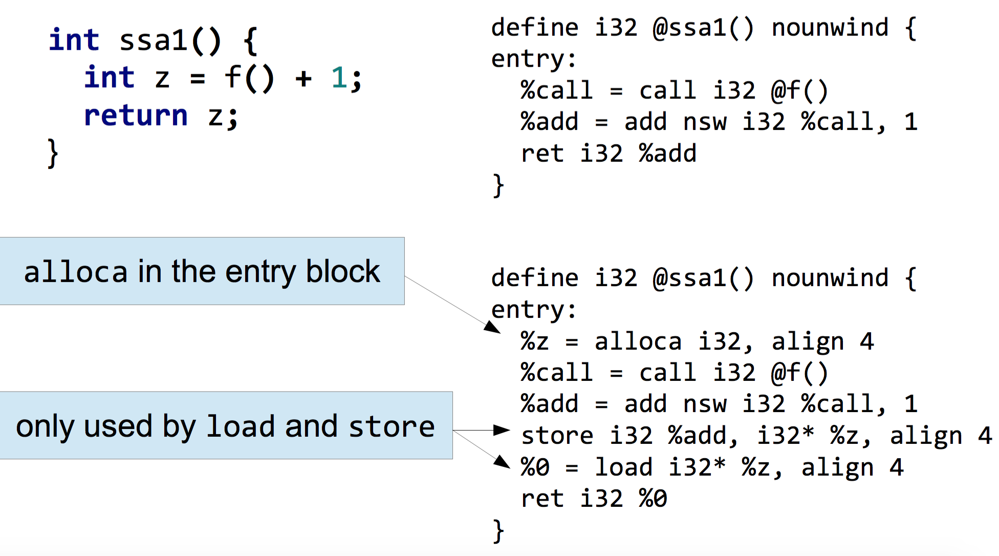 int ssa1() {
  int z = f() + 1;
  return z;
}
define i32 @ssa1() nounwind {
entry:
  %call = call i32 @f()
  %add = add nsw i32 %call, 1
  ret i32 %add
}
alloca in the entry block
only used by load and store
define i32 @ssa1() nounwind {
entry:
  %z = alloca i32, align 4
  %call = call i32 @f()
  %add = add nsw i32 %call, 1
  store i32 %add, i32* %z, align 4
  %0 = load i32* %z, align 4
  ret i32 %0
}